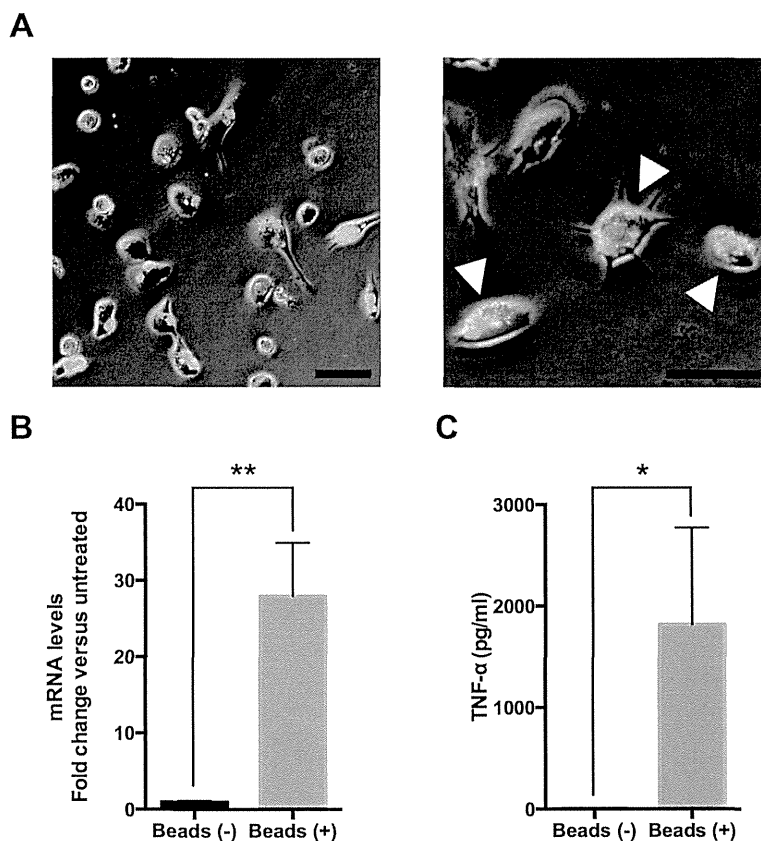 A
B
C
**
*
mRNA levels
Fold change versus untreated
40
30
20
10
0
Beads (-) Beads (+)
TNF-α (pg/ml)
3000
2000
1000
0
Beads (-) Beads (+)